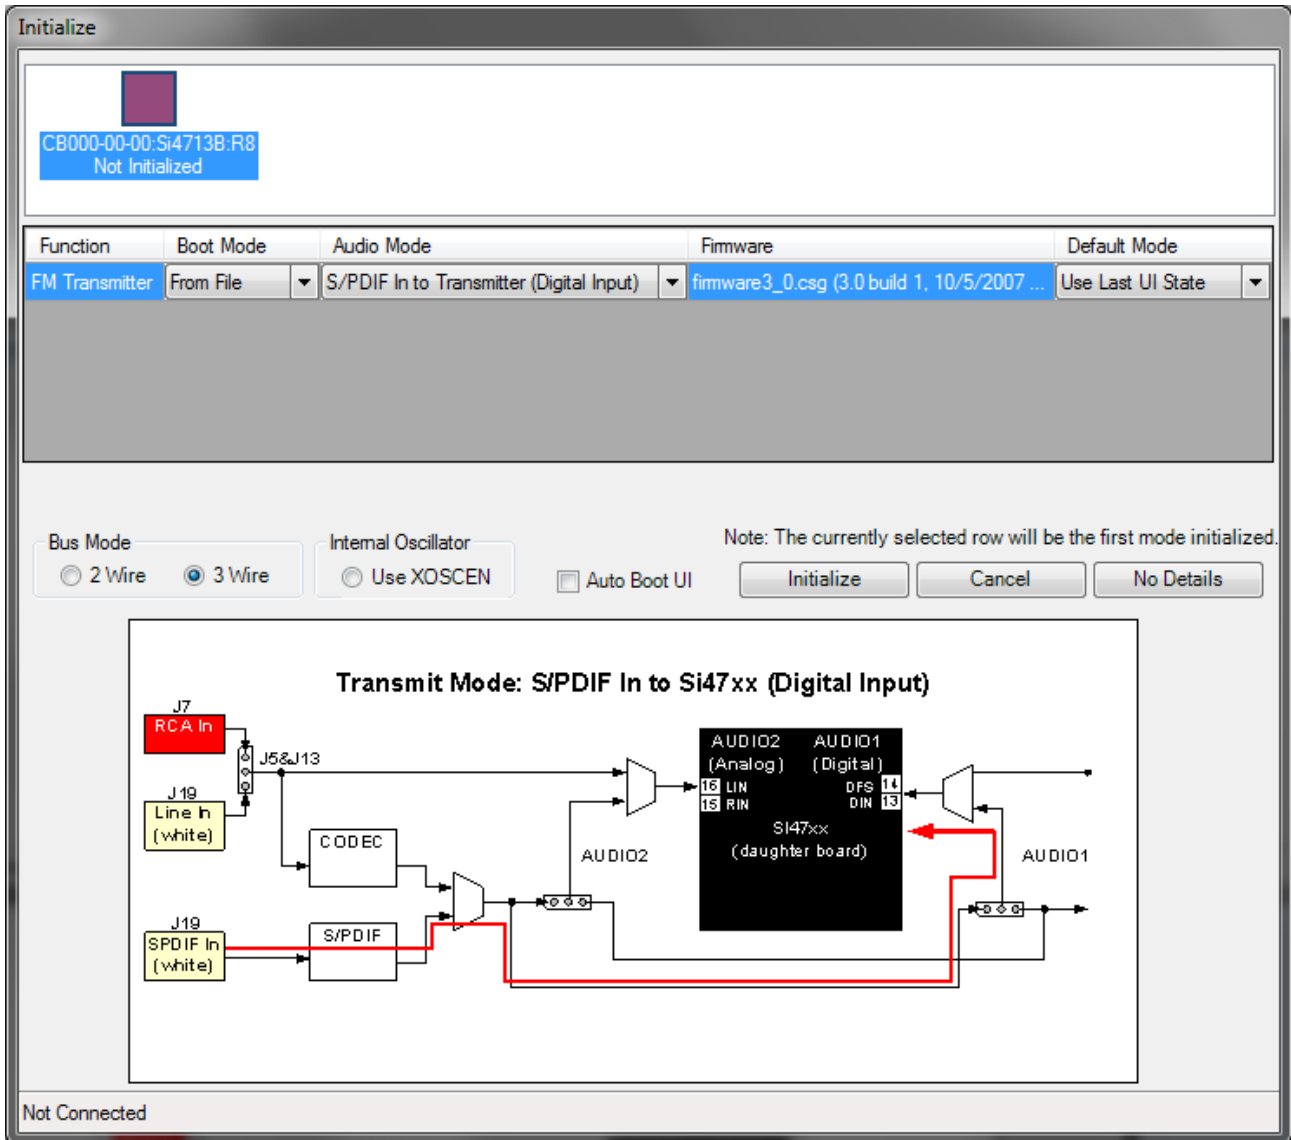 Initialize
CB000-00-00:Si4713B:R8
Not Initialized
Function Boot Mode Audio Mode Firmware Default Mode
FM Transmitter From File S/PDIF In to Transmitter (Digital Input) firmware3_0.csg (3.0 build 1, 10/5/2007 ... Use Last UI State
Note: The currently selected row will be the first mode initialized.
Bus Mode Internal Oscillator
2 Wire 3 Wire Use XOSCEN Auto Boot UI Initialize Cancel No Details
Transmit Mode: S/PDIF In to Si47xx (Digital Input)
J7
RCA In
J5&J13
J19
Line In
(white)
CODEC
AUDIO2 AUDIO1
(Analog) (Digital)
16 LIN DFS 14
15 RIN DIN 13
SI47xx
(daughter board)
AUDIO2
AUDIO1
J19
SPDIF In
(white)
S/PDIF
Not Connected